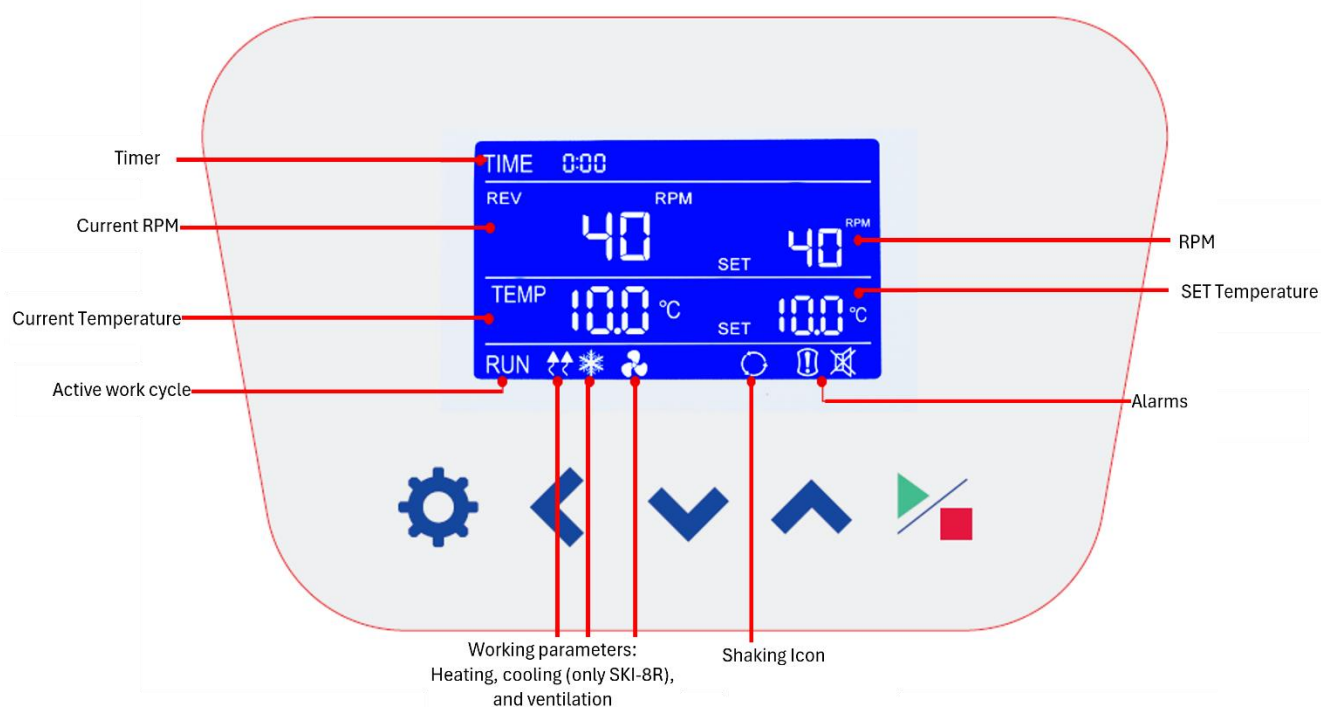 Timer
TIME 0:00
REV RPM
Current RPM
40
RPM
SET 40
RPM
TEMP 10.0 °C
SET 10.0 °C
SET Temperature
Current Temperature
RUN
Active work cycle
Alarms
Working parameters:
Heating, cooling (only SKI-8R),
and ventilation
Shaking Icon